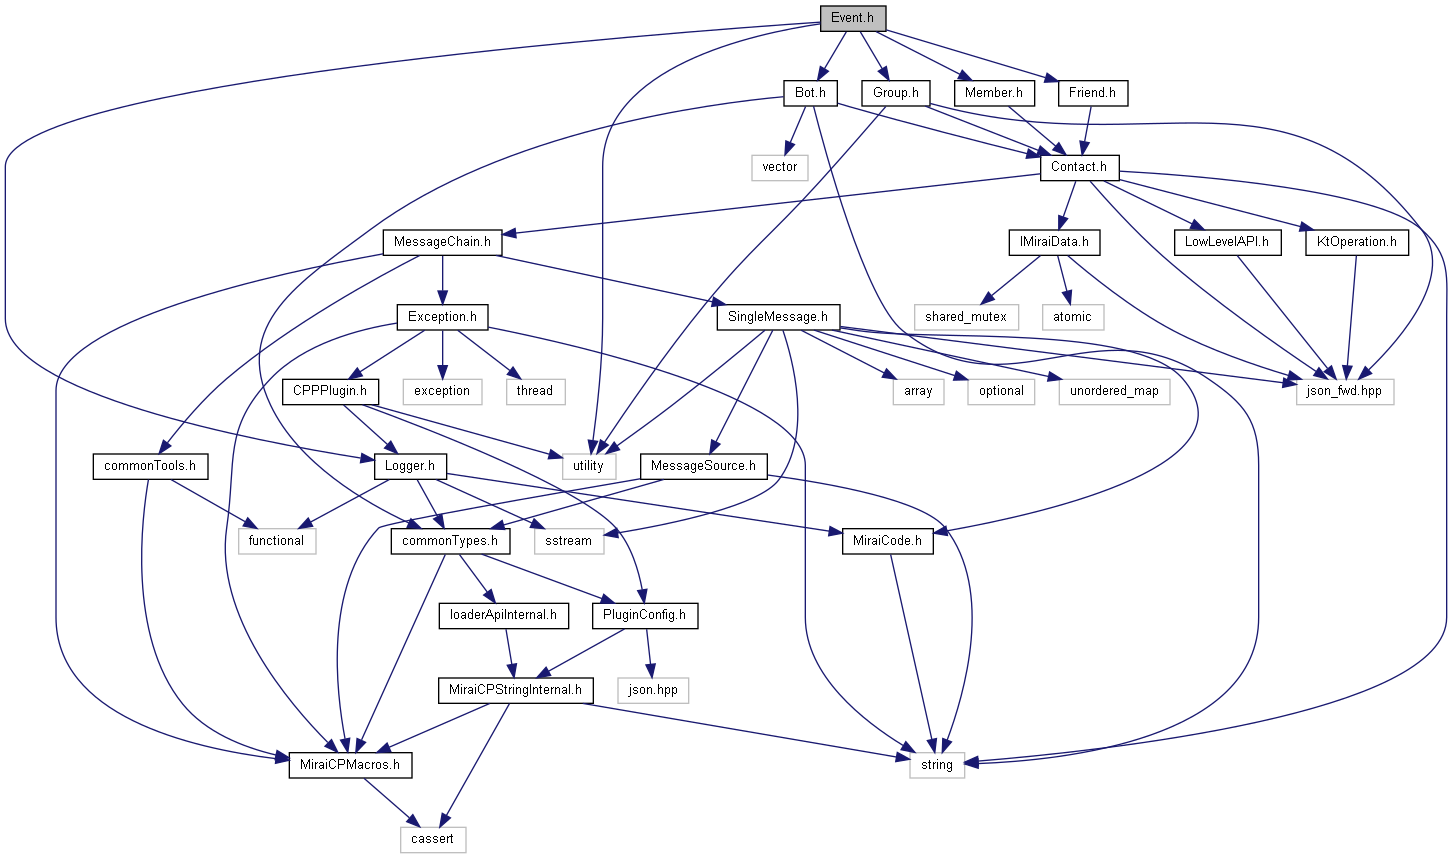 Event.h
Bot.h
Group.h
Member.h
Friend.h
vector
Contact.h
MessageChain.h
IMiraiData.h
LowLevelAPI.h
KtOperation.h
Exception.h
SingleMessage.h
shared_mutex
atomic
CPPPlugin.h
exception
thread
array
optional
unordered_map
json_fwd.hpp
commonTools.h
Logger.h
utility
MessageSource.h
functional
commonTypes.h
sstream
MiraiCode.h
loaderApiInternal.h
PluginConfig.h
MiraiCPStringInternal.h
json.hpp
MiraiCPMacros.h
string
cassert